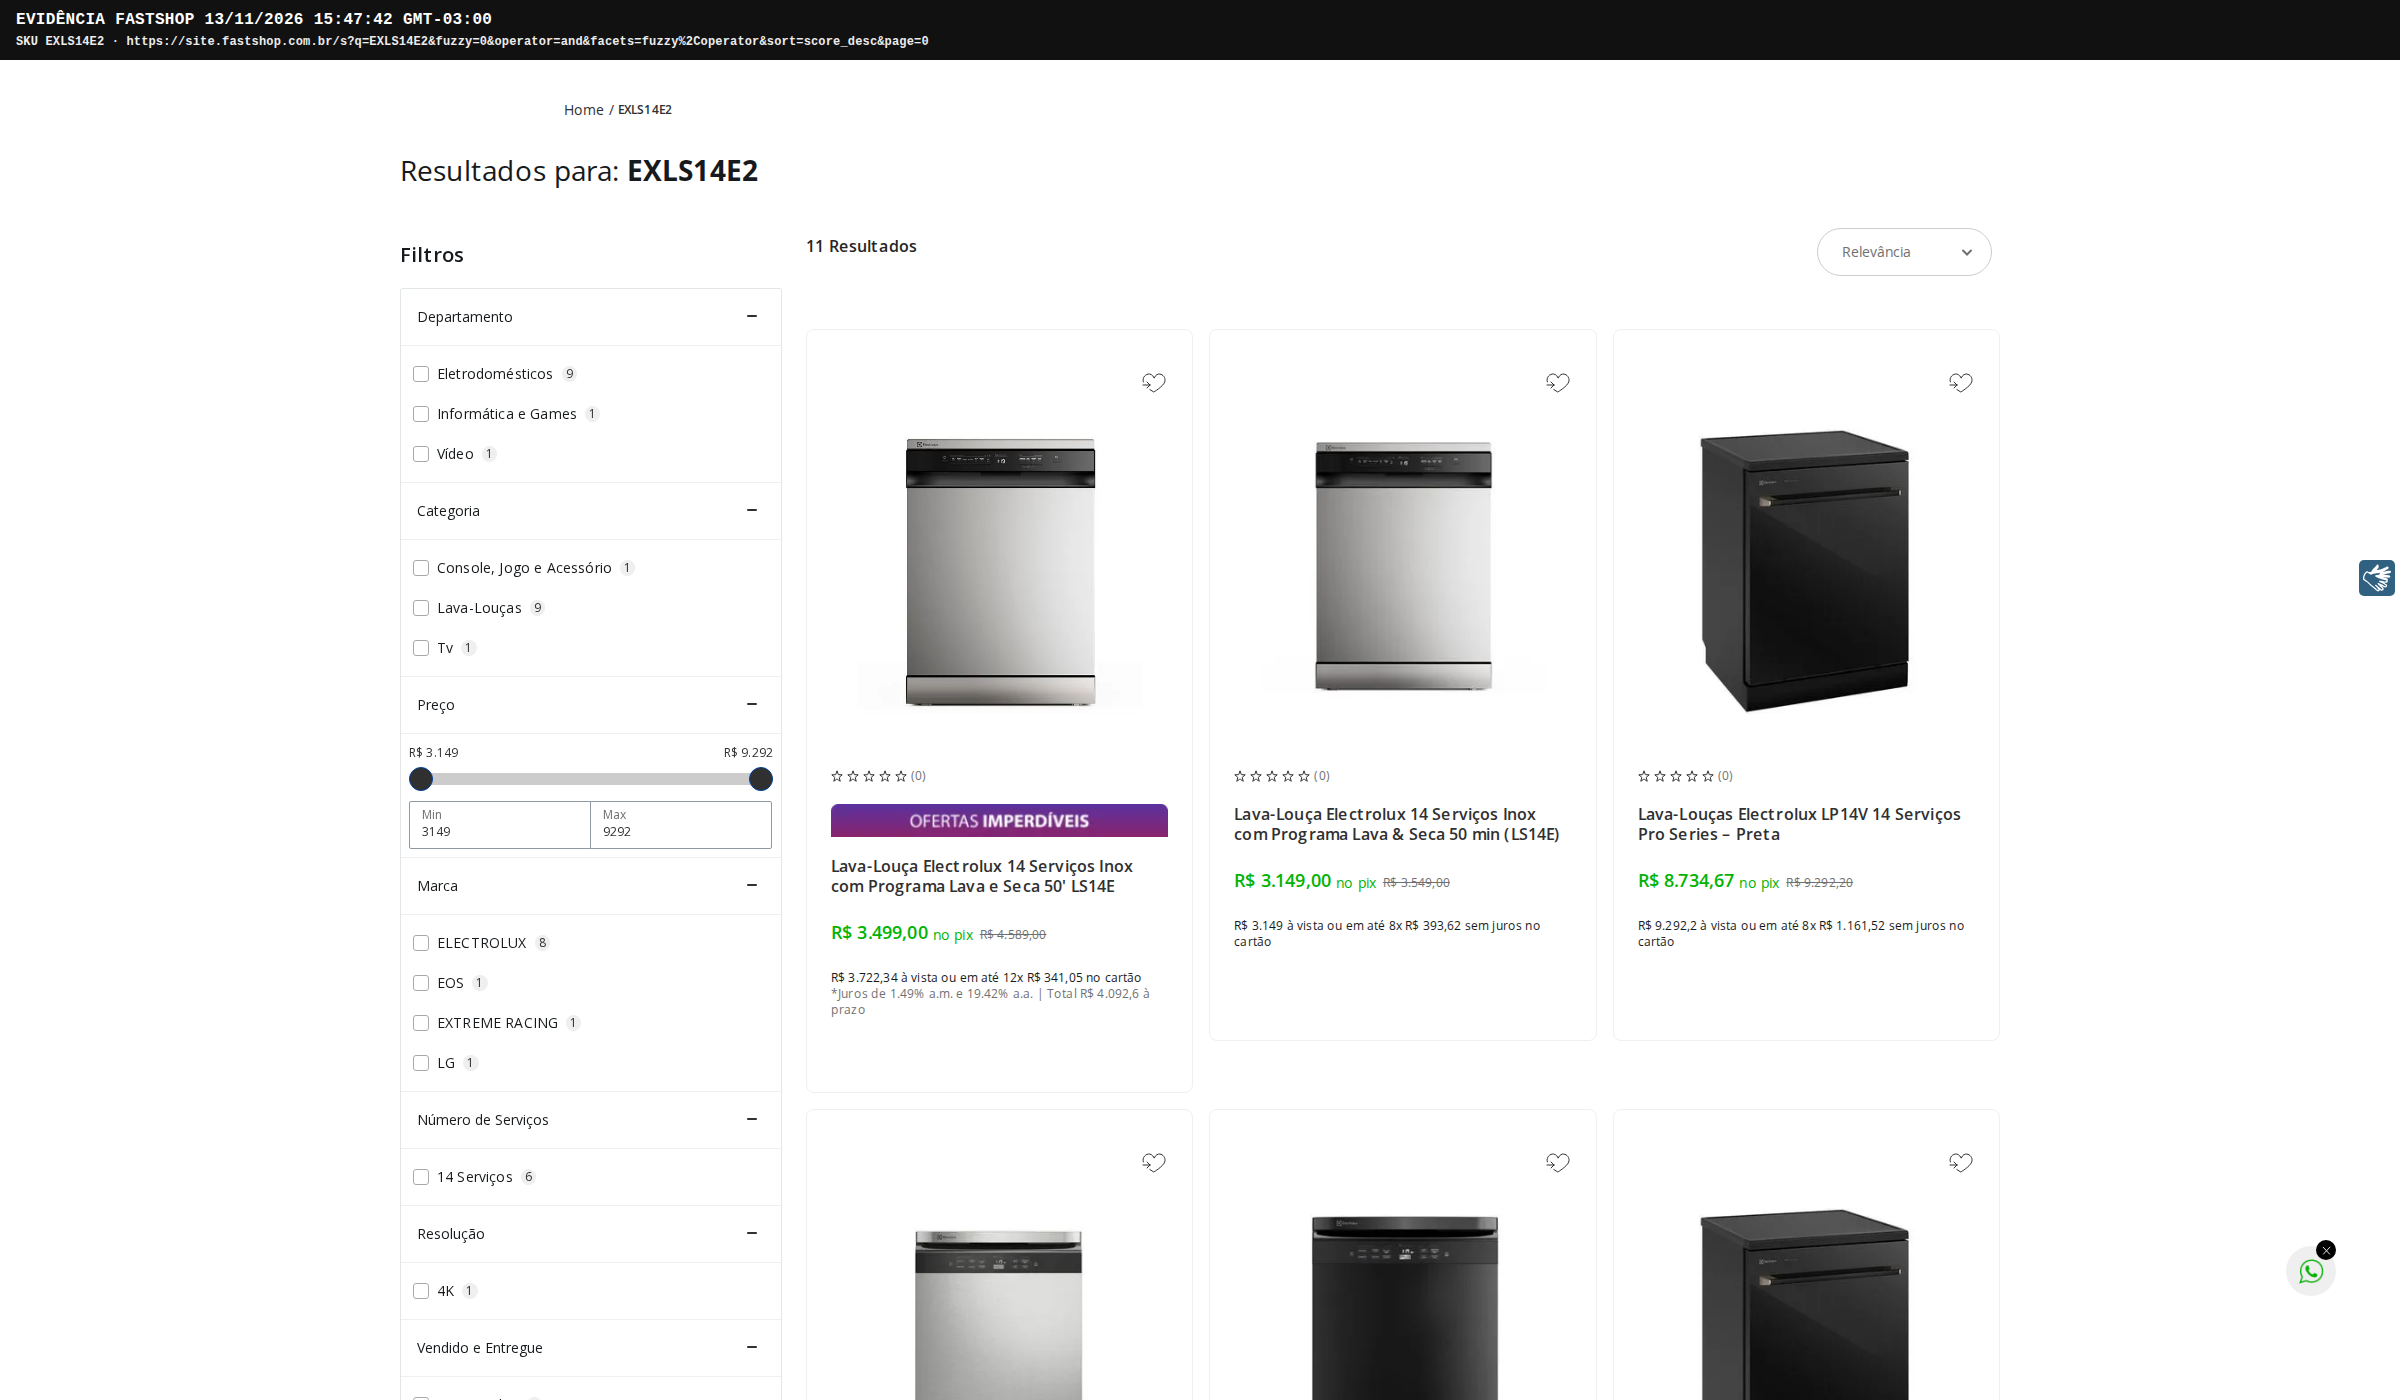 EVIDÊNCIA FASTSHOP 13/11/2026 15:47:42 GMT-03:00
SKU EXLS14E2 · https://site.fastshop.com.br/s?q=EXLS14E2&fuzzy=0&operator=and&facets=fuzzy%2Coperator&sort=score_desc&page=0
Home / EXLS14E2
Resultados para: EXLS14E2
Filtros
11 Resultados
Relevância
Departamento
Eletrodomésticos 9
Informática e Games 1
Vídeo 1
Categoria
Console, Jogo e Acessório 1
Lava-Louças 9
Tv 1
Preço
R$ 3.149 R$ 9.292
Min Max
3149 9292
Marca
ELECTROLUX 8
EOS 1
EXTREME RACING 1
LG 1
Número de Serviços
14 Serviços 6
Resolução
4K 1
Vendido e Entregue
(0)
OFERTAS IMPERDÍVEIS
Lava-Louça Electrolux 14 Serviços Inox
com Programa Lava e Seca 50' LS14E
R$ 3.499,00 no pix R$ 4.589,00
R$ 3.722,34 à vista ou em até 12x R$ 341,05 no cartão
*Juros de 1.49% a.m. e 19.42% a.a. | Total R$ 4.092,6 à
prazo
(0)
Lava-Louça Electrolux 14 Serviços Inox
com Programa Lava & Seca 50 min (LS14E)
R$ 3.149,00 no pix R$ 3.549,00
R$ 3.149 à vista ou em até 8x R$ 393,62 sem juros no
cartão
(0)
Lava-Louças Electrolux LP14V 14 Serviços
Pro Series – Preta
R$ 8.734,67 no pix R$ 9.292,20
R$ 9.292,2 à vista ou em até 8x R$ 1.161,52 sem juros no
cartão